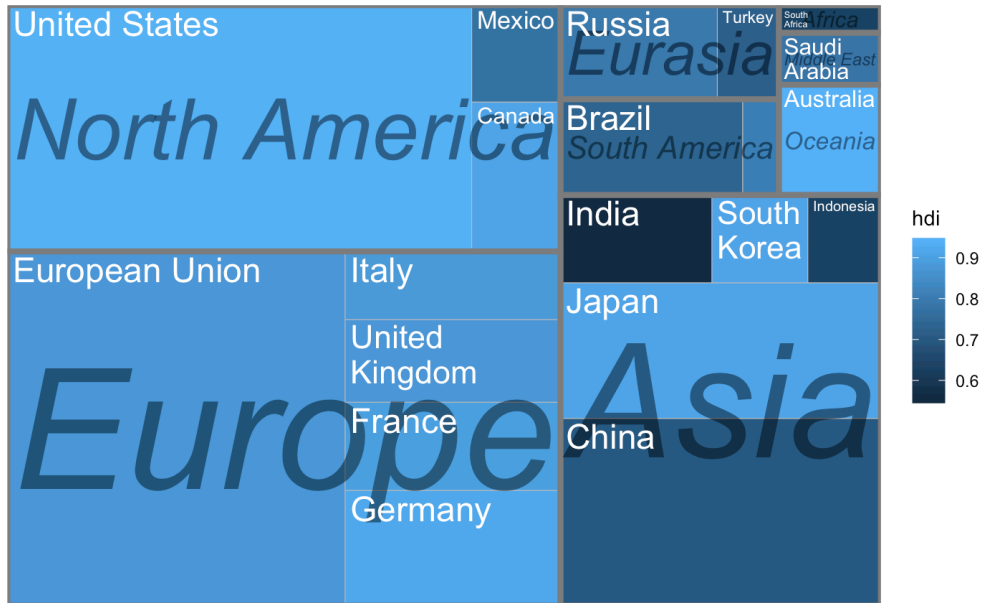 United States
North America
Mexico
Canada
Russia
Eurasia
Turkey
South
Africa
Africa
Saudi
Arabia
Middle East
Brazil
South America
Australia
Oceania
European Union
Europe
Italy
United
Kingdom
France
Germany
India
South
Korea
Indonesia
Japan
Asia
China
hdi
0.9
0.8
0.7
0.6